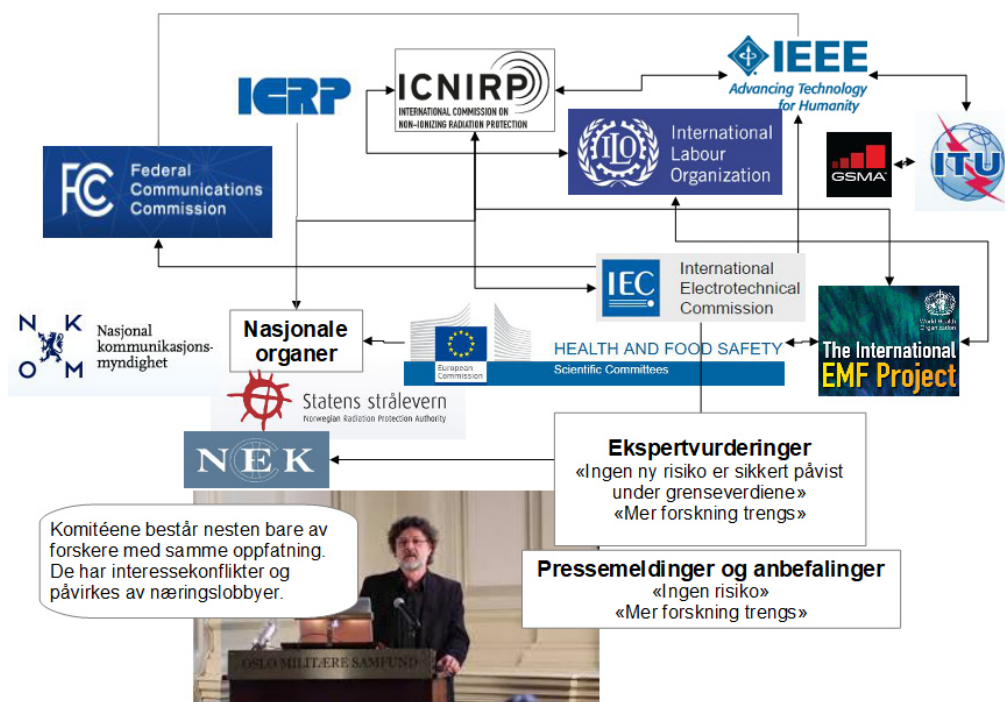 ICRP
ICNIRP
INTERNATIONAL COMMISSION ON
NON-IONIZING RADIATION PROTECTION
IEEE
Advancing Technology
for Humanity
FCC
Federal
Communications
Commission
ILO
International
Labour
Organization
GSMA
ITU
IEC
International
Electrotechnical
Commission
N K
O M
Nasjonal
kommunikasjons-
myndighet
Nasjonale
organer
European
Commission
HEALTH AND FOOD SAFETY
Scientific Committees
World Health
Organization
The International
EMF Project
Statens strålevern
Norwegian Radiation Protection Authority
NEK
Ekspertvurderinger
«Ingen ny risiko er sikkert påvist
under grenseverdiene»
«Mer forskning trengs»
Komitéene består nesten bare av
forskere med samme oppfatning.
De har interessekonflikter og
påvirkes av næringslobbyer.
Pressemeldinger og anbefalinger
«Ingen risiko»
«Mer forskning trengs»
OSLO MILITÆRE SAMFUND